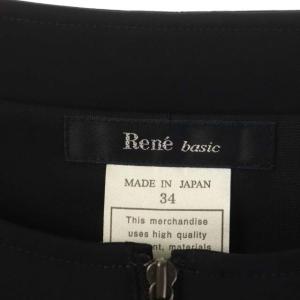 René basic
MADE IN JAPAN
34
This merchandise
uses high quality
materials